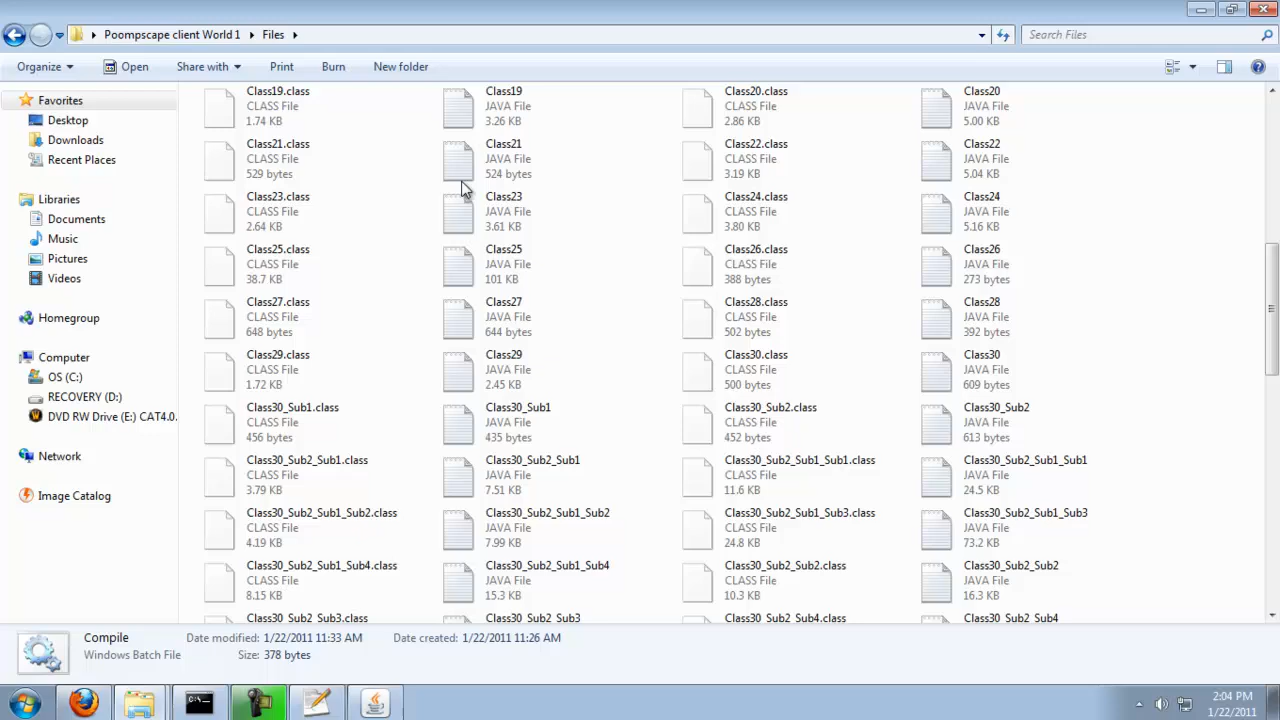 Poompscape client World 1 Files
Search Files
Organize Open Share with Print Burn New folder
Favorites
Desktop
Downloads
Recent Places
Libraries
Documents
Music
Pictures
Videos
Homegroup
Computer
OS (C:)
RECOVERY (D:)
DVD RW Drive (E:) CAT4.0.
Network
Image Catalog
Class19.class Class19 Class20.class Class20
CLASS File JAVA File CLASS File JAVA File
1.74 KB 3.26 KB 2.86 KB 5.00 KB
Class21.class Class21 Class22.class Class22
CLASS File JAVA File CLASS File JAVA File
529 bytes 524 bytes 3.19 KB 5.04 KB
Class23.class Class23 Class24.class Class24
CLASS File JAVA File CLASS File JAVA File
2.64 KB 3.61 KB 3.80 KB 5.16 KB
Class25.class Class25 Class26.class Class26
CLASS File JAVA File CLASS File JAVA File
38.7 KB 101 KB 388 bytes 273 bytes
Class27.class Class27 Class28.class Class28
CLASS File JAVA File CLASS File JAVA File
648 bytes 644 bytes 502 bytes 392 bytes
Class29.class Class29 Class30.class Class30
CLASS File JAVA File CLASS File JAVA File
1.72 KB 2.45 KB 500 bytes 609 bytes
Class30_Sub1.class Class30_Sub1 Class30_Sub2.class Class30_Sub2
CLASS File JAVA File CLASS File JAVA File
456 bytes 435 bytes 452 bytes 613 bytes
Class30_Sub2_Sub1.class Class30_Sub2_Sub1 Class30_Sub2_Sub1_Sub1.class Class30_Sub2_Sub1_Sub1
CLASS File JAVA File CLASS File JAVA File
3.79 KB 7.51 KB 11.6 KB 24.5 KB
Class30_Sub2_Sub1_Sub2.class Class30_Sub2_Sub1_Sub2 Class30_Sub2_Sub1_Sub3.class Class30_Sub2_Sub1_Sub3
CLASS File JAVA File CLASS File JAVA File
4.19 KB 7.99 KB 24.8 KB 73.2 KB
Class30_Sub2_Sub1_Sub4.class Class30_Sub2_Sub1_Sub4 Class30_Sub2_Sub2.class Class30_Sub2_Sub2
CLASS File JAVA File CLASS File JAVA File
8.15 KB 15.3 KB 10.3 KB 16.3 KB
Class30_Sub2_Sub3.class Class30_Sub2_Sub3 Class30_Sub2_Sub4.class Class30_Sub2_Sub4
Compile Date modified: 1/22/2011 11:33 AM Date created: 1/22/2011 11:26 AM
Windows Batch File Size: 378 bytes
2:04 PM
1/22/2011